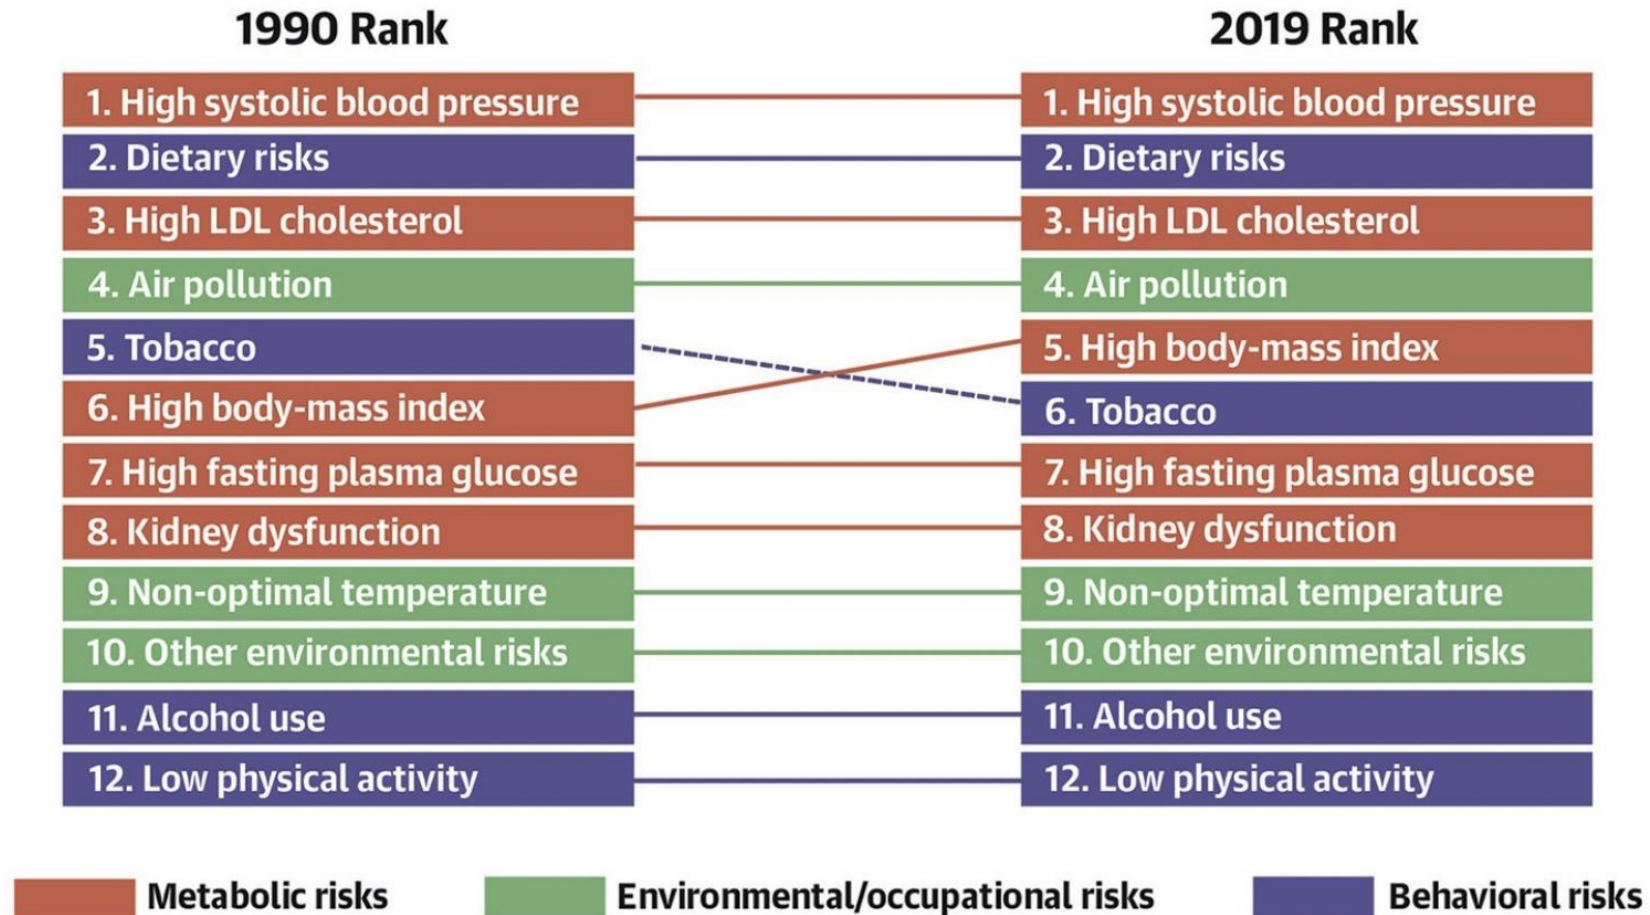 1990 Rank
2019 Rank
1. High systolic blood pressure
1. High systolic blood pressure
2. Dietary risks
2. Dietary risks
3. High LDL cholesterol
3. High LDL cholesterol
4. Air pollution
4. Air pollution
5. Tobacco
5. High body-mass index
6. High body-mass index
6. Tobacco
7. High fasting plasma glucose
7. High fasting plasma glucose
8. Kidney dysfunction
8. Kidney dysfunction
9. Non-optimal temperature
9. Non-optimal temperature
10. Other environmental risks
10. Other environmental risks
11. Alcohol use
11. Alcohol use
12. Low physical activity
12. Low physical activity
Metabolic risks
Environmental/occupational risks
Behavioral risks